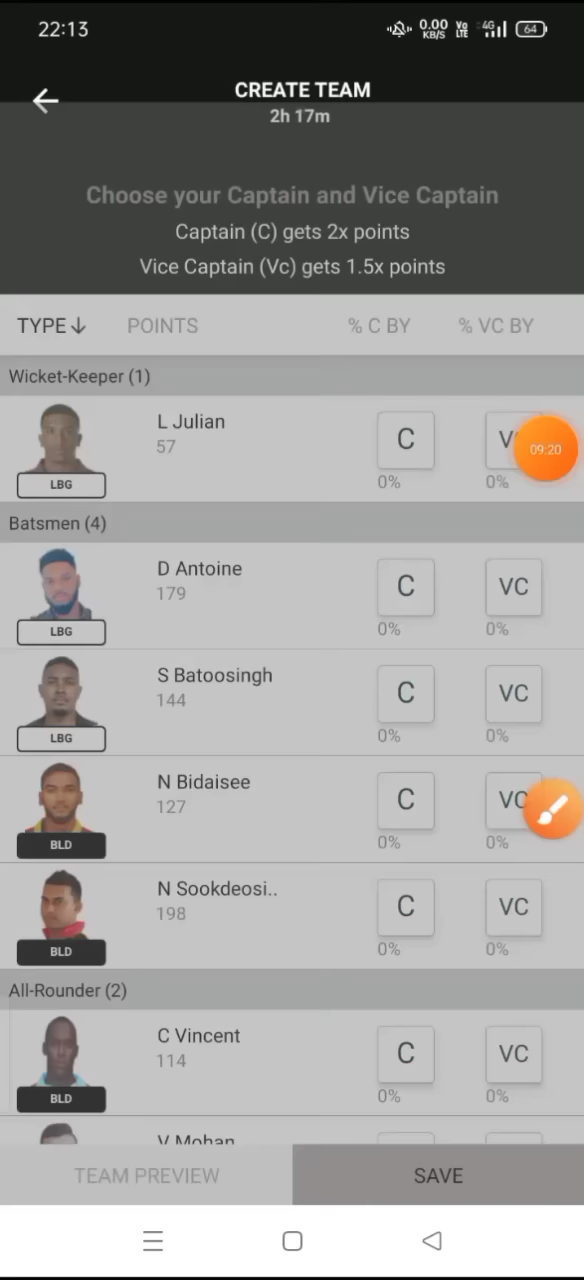 22:13
0.00
KB/S
Vo
LTE
4G
64
CREATE TEAM
2h 17m
Choose your Captain and Vice Captain
Captain (C) gets 2x points
Vice Captain (Vc) gets 1.5x points
TYPE↓ POINTS % C BY % VC BY
Wicket-Keeper (1)
L Julian
57
LBG
C
0% 0%
09:20
Batsmen (4)
D Antoine
179
LBG
C VC
0% 0%
S Batoosingh
144
LBG
C VC
0% 0%
N Bidaisee
127
BLD
C VC
0% 0%
N Sookdeosi..
198
BLD
C VC
0% 0%
All-Rounder (2)
C Vincent
114
BLD
C VC
0% 0%
V Mohan
TEAM PREVIEW SAVE